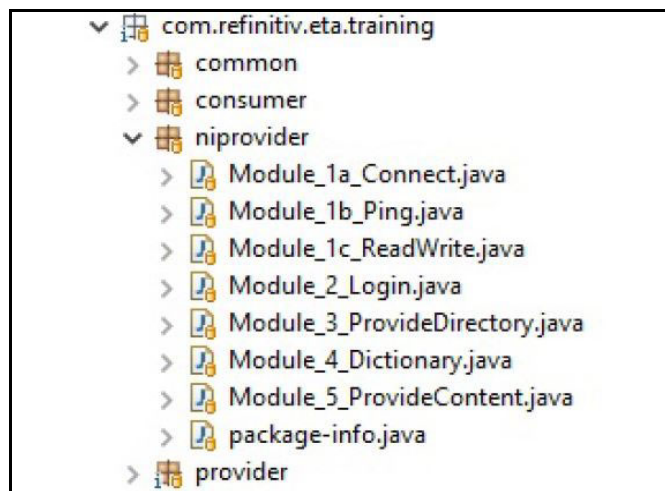 com.refinitiv.eta.training
common
consumer
niprovider
Module_1a_Connect.java
Module_1b_Ping.java
Module_1c_ReadWrite.java
Module_2_Login.java
Module_3_ProvideDirectory.java
Module_4_Dictionary.java
Module_5_ProvideContent.java
package-info.java
provider